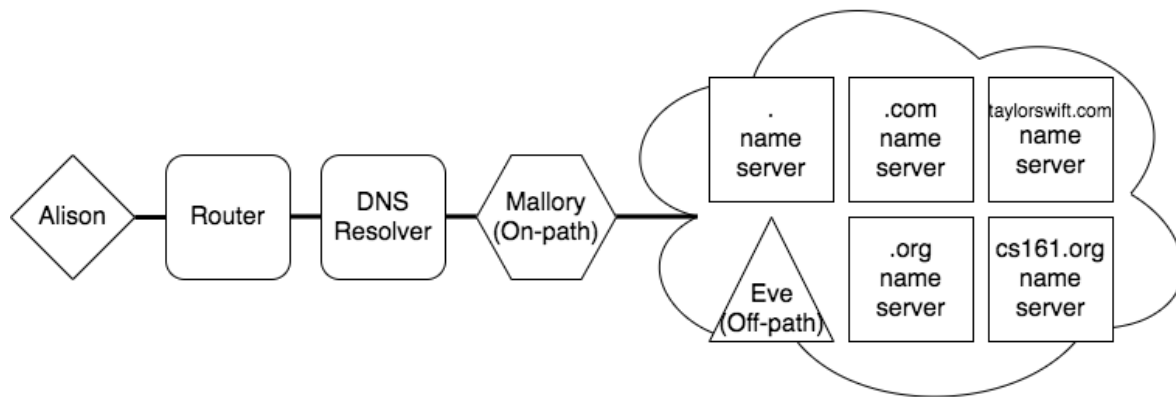 Alison
Router
DNS
Resolver
Mallory
(On-path)
.
name
server
.com
name
server
taylorswift.com
name
server
Eve
(Off-path)
.org
name
server
cs161.org
name
server